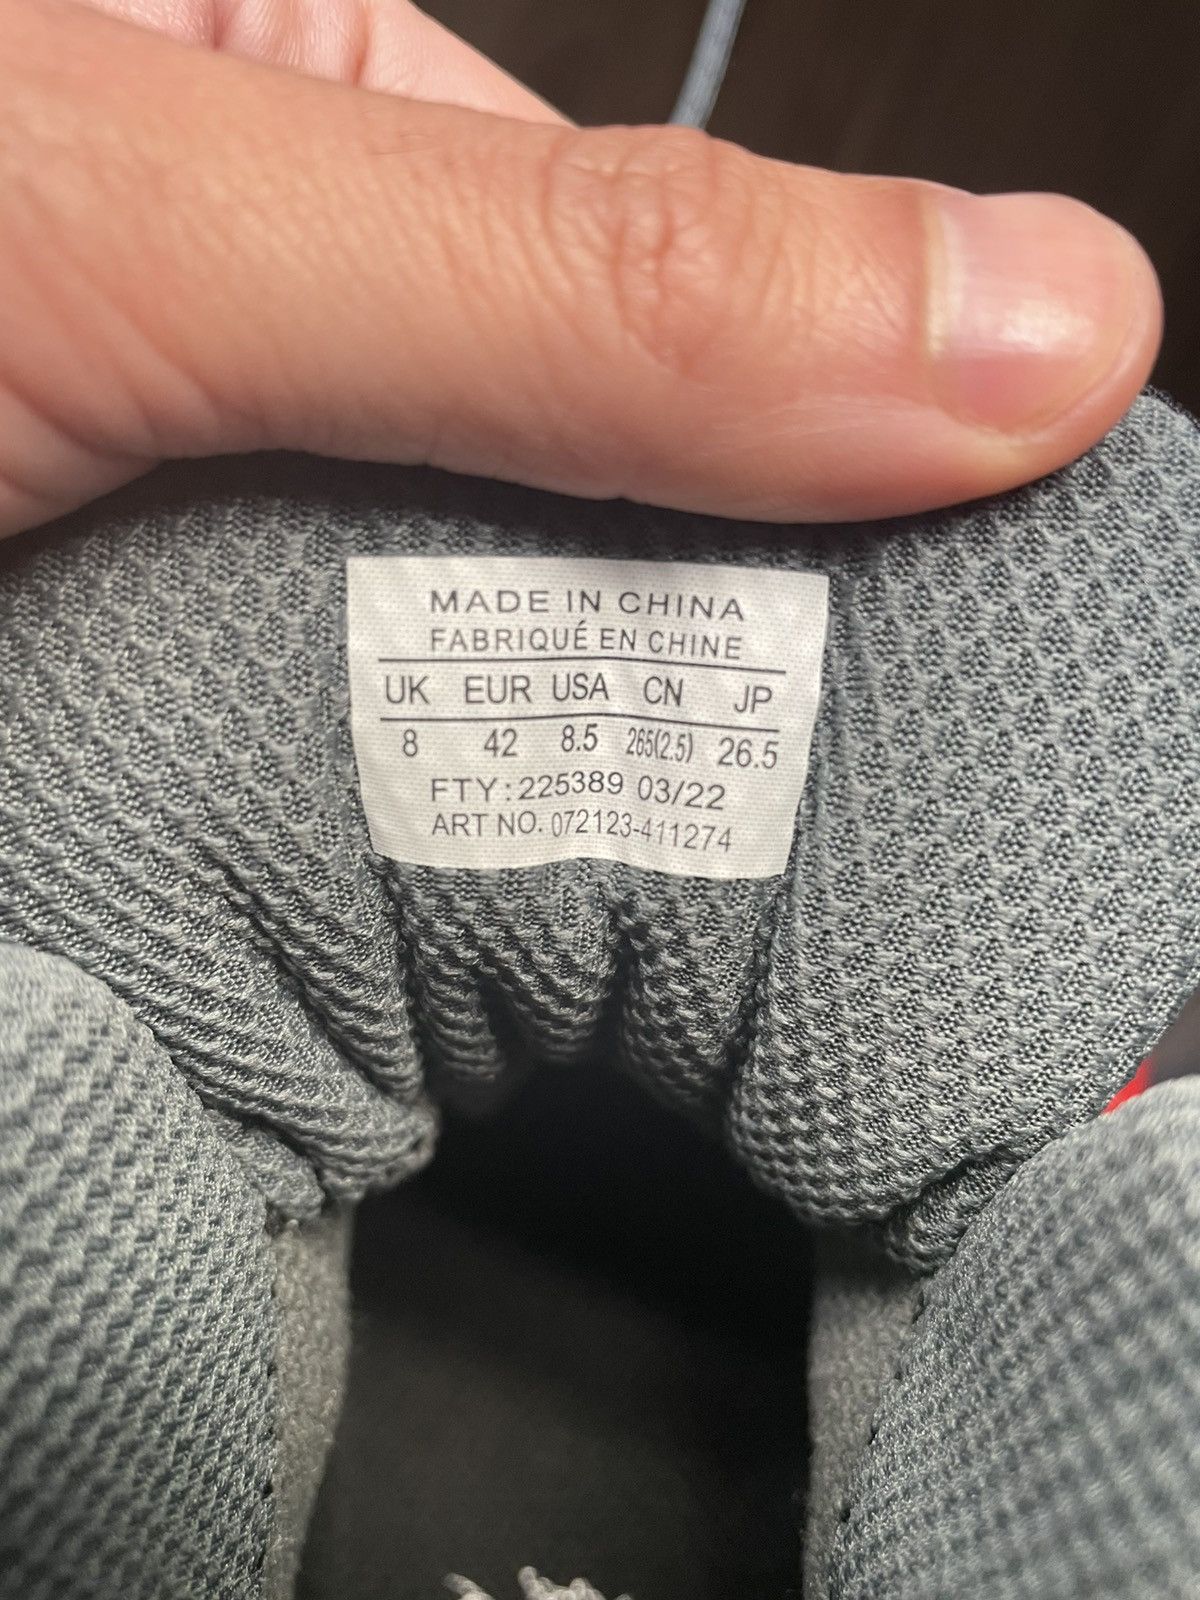 MADE IN CHINA
FABRIQUÉ EN CHINE
UK EUR USA CN JP
8 42 8.5 265(2.5) 26.5
FTY: 225389 03/22
ART NO. 072123-411274